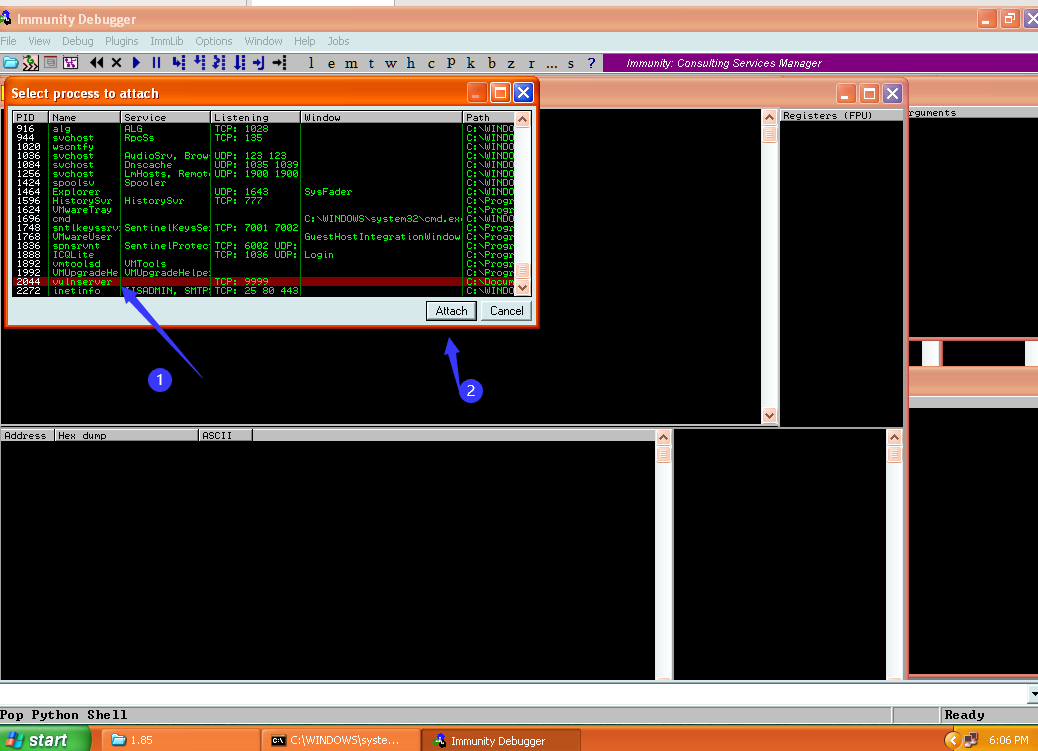 Immunity Debugger
File View Debug Plugins ImmLib Options Window Help Jobs
l e m t w h c P k b z r ... s ? Immunity: Consulting Services Manager
Select process to attach
PID Name Service Listening Window Path
916 alg ALG TCP: 1028 C:\WINDO
944 svchost RpcSs TCP: 135 C:\WINDO
1020 wscntfy C:\WINDO
1036 svchost AudioSrv, Brow UDP: 123 123 C:\WINDO
1084 svchost Dnscache UDP: 1035 1039 C:\WINDO
1256 svchost LmHosts, Remot UDP: 1900 1900 C:\WINDO
1424 spoolsv Spooler C:\WINDO
1464 Explorer UDP: 1643 SysFader C:\WINDO
1596 HistorySvr HistorySvr TCP: 777 C:\Progr
1624 VMwareTray C:\Progr
1696 cmd C:\WINDOWS\system32\cmd.ex C:\WINDO
1748 sntlkeyssrv SentinelKeysSe TCP: 7001 7002 C:\Progr
1768 VMwareUser GuestHostIntegrationWindow C:\Progr
1836 spnsrvnt SentinelProtec TCP: 6002 UDP: C:\Progr
1888 ICQLite TCP: 1036 UDP: Login C:\Progr
1892 vmtoolsd VMTools C:\Progr
1992 VMUpgradeHe VMUpgradeHelpe C:\Progr
2044 vulnserver TCP: 9999 C:\Docum
2272 inetinfo IISADMIN, SMTP TCP: 25 80 443 C:\WINDO
Attach Cancel
1
2
Registers (FPU)
rguments
Address Hex dump ASCII
Pop Python Shell
Ready
start 1.85 C:\WINDOWS\syste... Immunity Debugger 6:06 PM